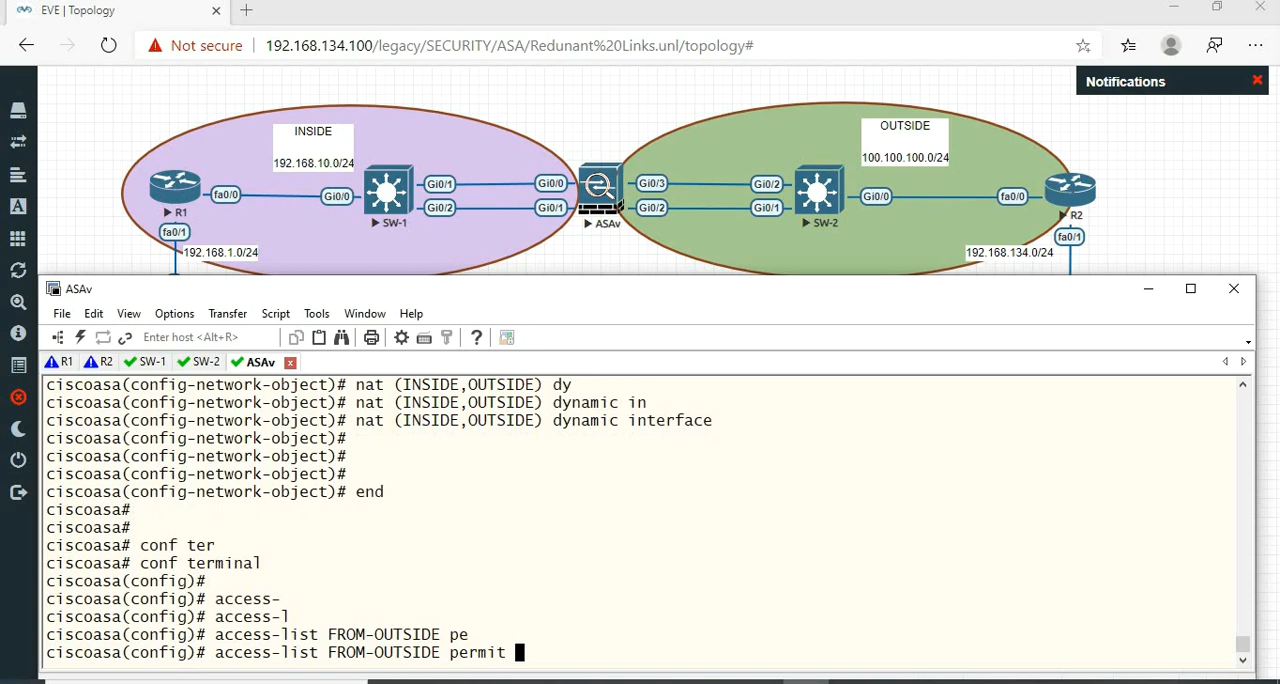 EVE | Topology
Not secure
192.168.134.100/legacy/SECURITY/ASA/Redunant%20Links.unl/topology#
Notifications
INSIDE
192.168.10.0/24
OUTSIDE
100.100.100.0/24
fa0/0
Gi0/0
Gi0/1
Gi0/0
Gi0/3
Gi0/2
Gi0/0
fa0/0
Gi0/2
Gi0/1
Gi0/2
Gi0/1
R1
SW-1
ASAv
SW-2
R2
fa0/1
fa0/1
192.168.1.0/24
192.168.134.0/24
ASAv
File Edit View Options Transfer Script Tools Window Help
Enter host <Alt+R>
R1 R2 SW-1 SW-2 ASAv
ciscoasa(config-network-object)# nat (INSIDE,OUTSIDE) dy
ciscoasa(config-network-object)# nat (INSIDE,OUTSIDE) dynamic in
ciscoasa(config-network-object)# nat (INSIDE,OUTSIDE) dynamic interface
ciscoasa(config-network-object)#
ciscoasa(config-network-object)#
ciscoasa(config-network-object)#
ciscoasa(config-network-object)# end
ciscoasa#
ciscoasa#
ciscoasa# conf ter
ciscoasa# conf terminal
ciscoasa(config)#
ciscoasa(config)# access-
ciscoasa(config)# access-l
ciscoasa(config)# access-list FROM-OUTSIDE pe
ciscoasa(config)# access-list FROM-OUTSIDE permit